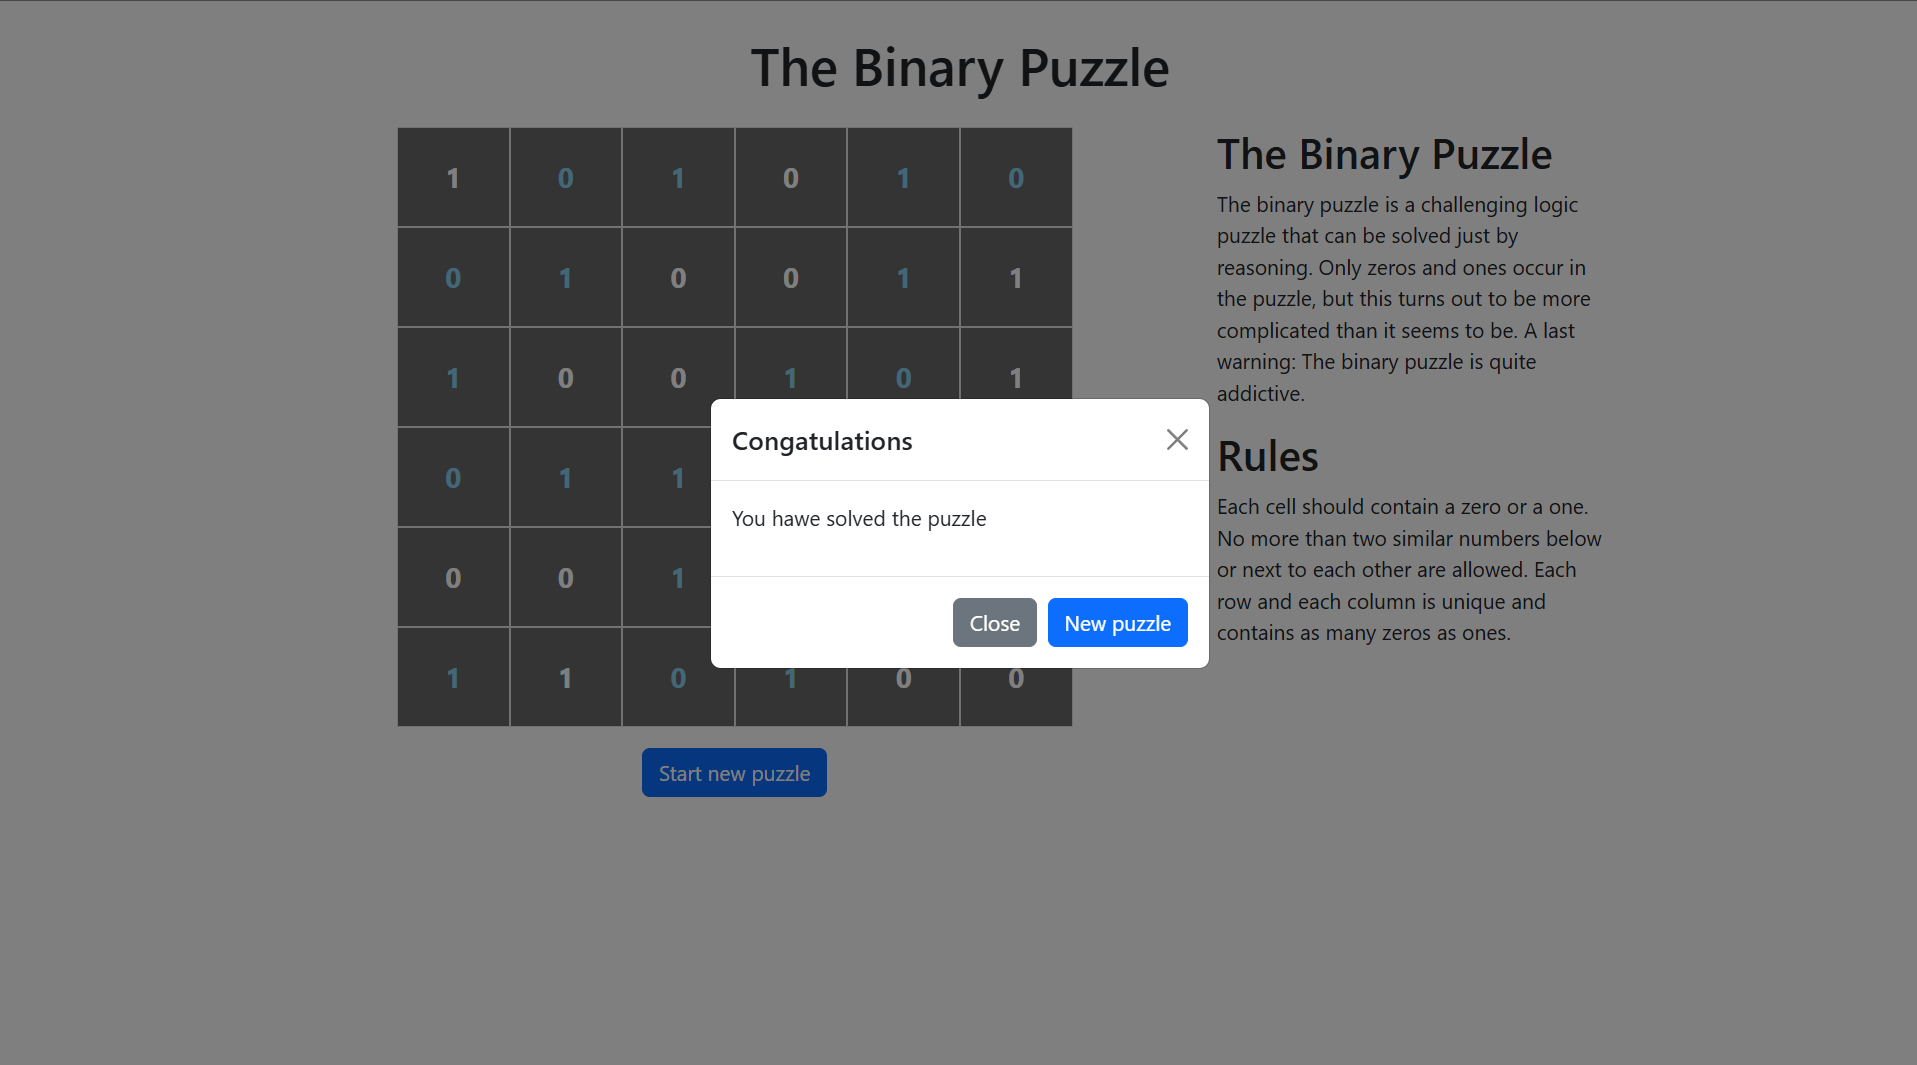 The Binary Puzzle
1 0 1 0 1 0
0 1 0 0 1 1
1 0 0 1 0 1
0 1 1
0 0 1
1 1 0 1 0 0
Start new puzzle
Congatulations
You hawe solved the puzzle
Close New puzzle
The Binary Puzzle
The binary puzzle is a challenging logic
puzzle that can be solved just by
reasoning. Only zeros and ones occur in
the puzzle, but this turns out to be more
complicated than it seems to be. A last
warning: The binary puzzle is quite
addictive.
Rules
Each cell should contain a zero or a one.
No more than two similar numbers below
or next to each other are allowed. Each
row and each column is unique and
contains as many zeros as ones.